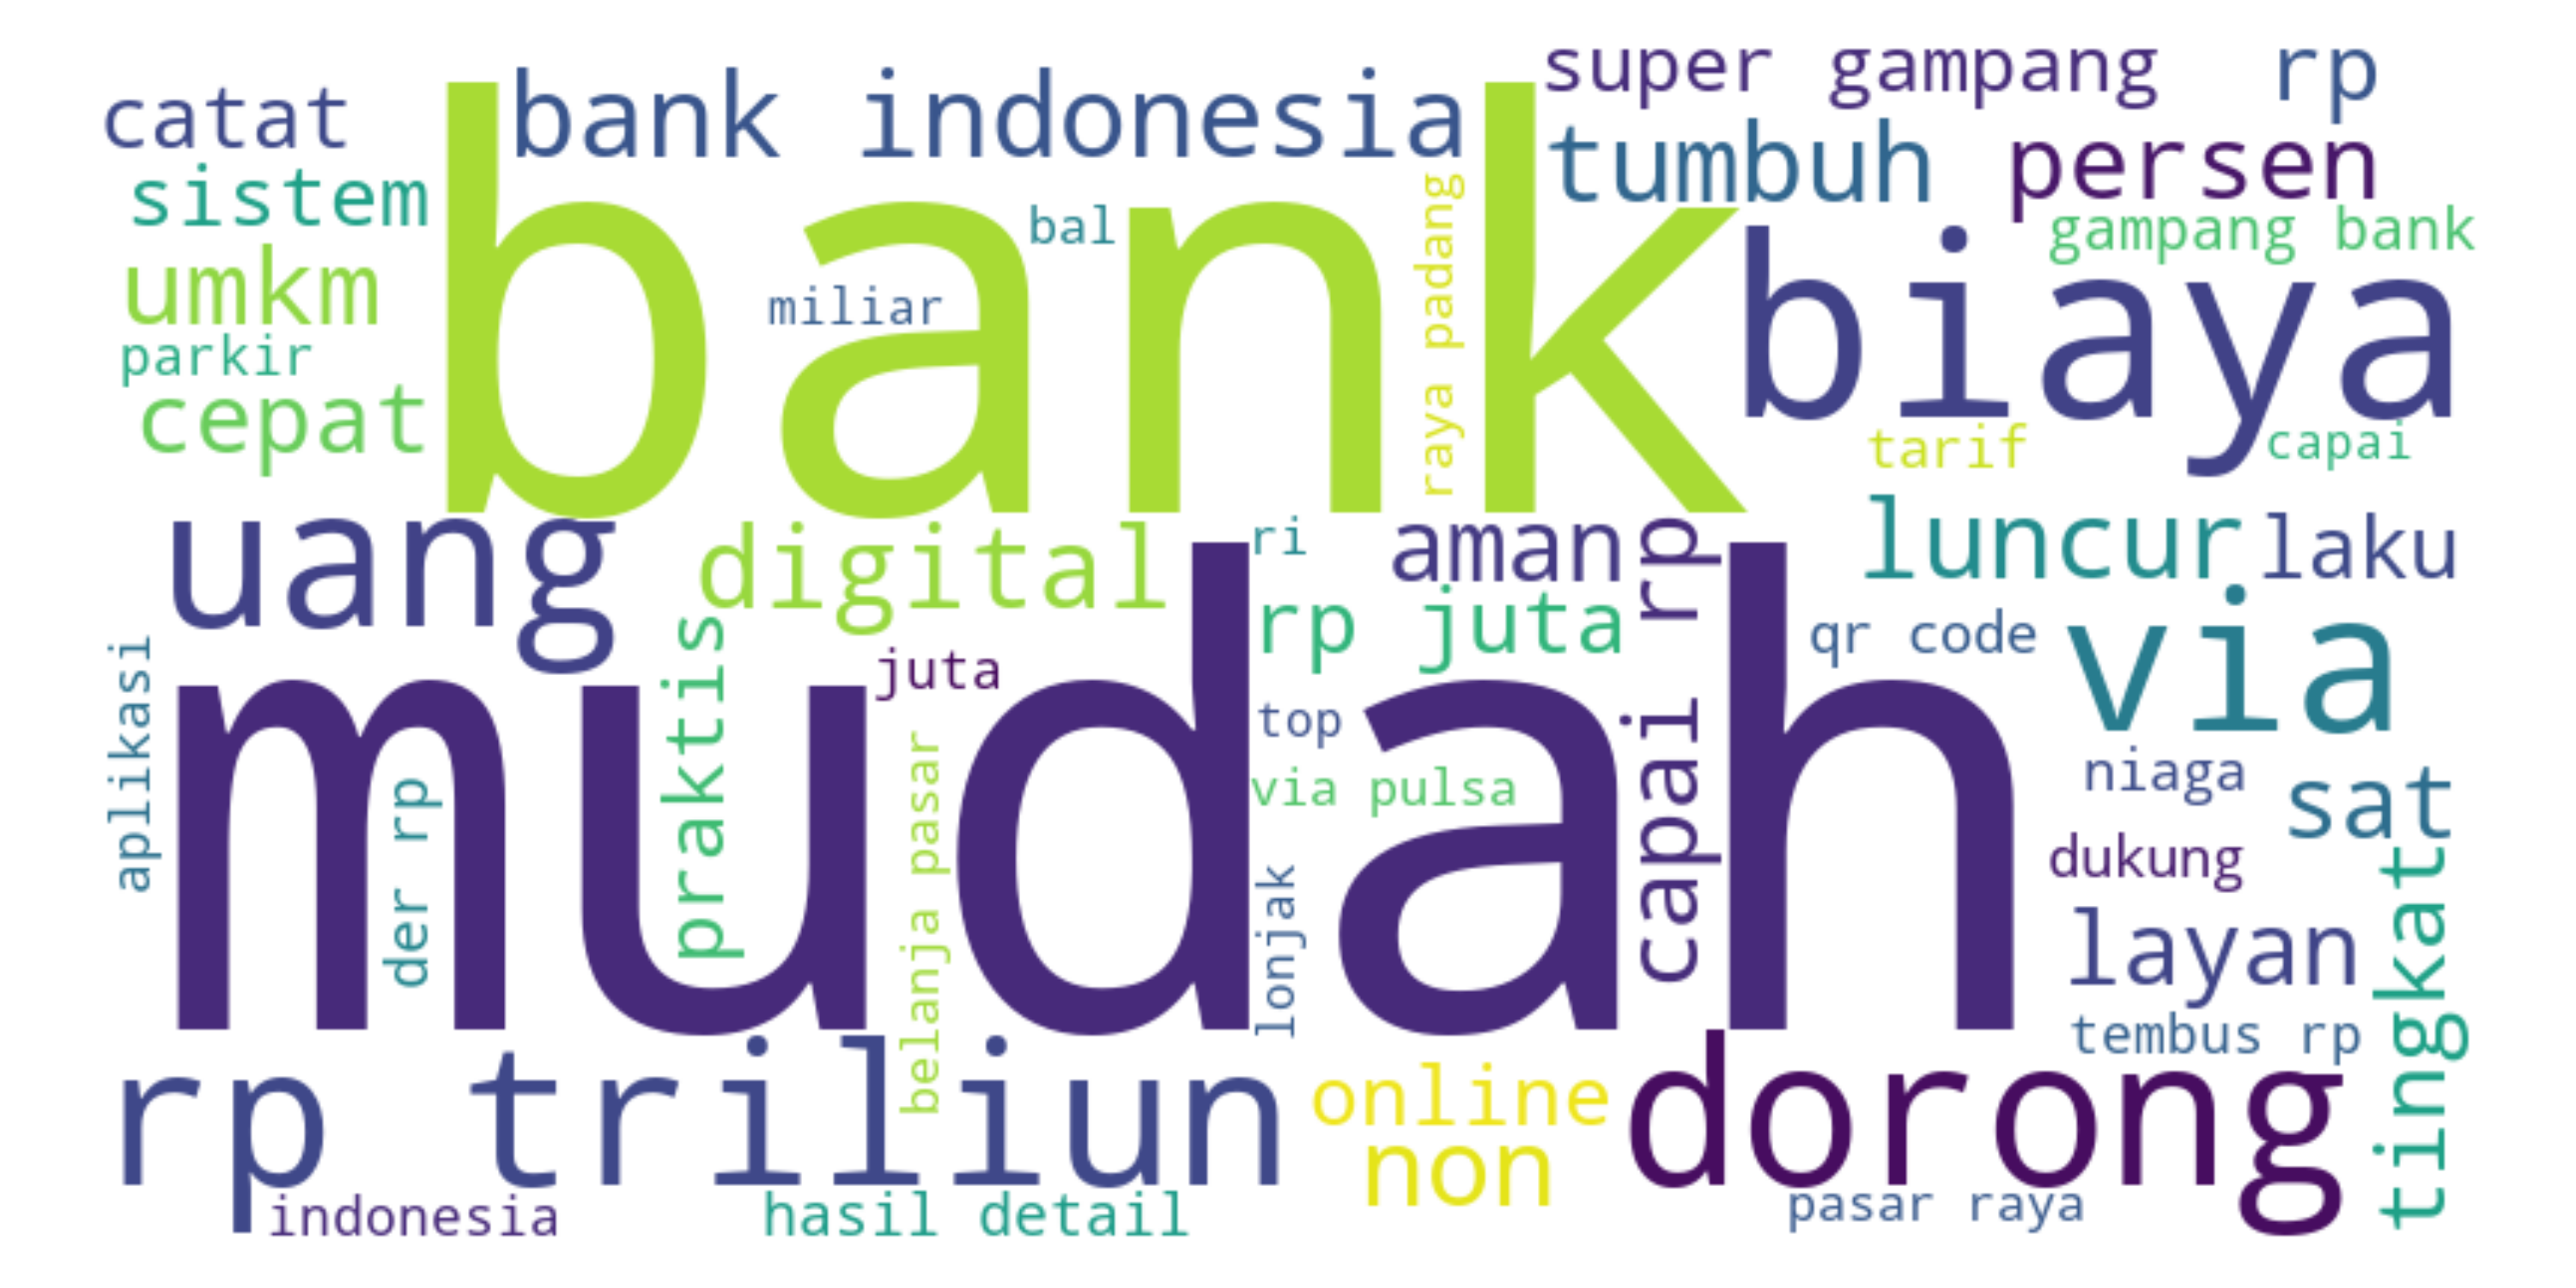 super gampang
rp
catat
bank indonesia
tumbuh
persen
sistem
bank
bal
raya padang
gampang bank
umkm
miliar
biaya
parkir
cepat
tarif
capai
uang
digital
ri
aman
luncur
laku
rp juta
capai rp
qr code
via
aplikasi
mudah
praktis
juta
top
via pulsa
niaga
sat
der rp
belanja pasar
lonjak
dukung
layan
tingkat
tembus rp
rp triliun
online
dorong
non
indonesia
hasil detail
pasar raya